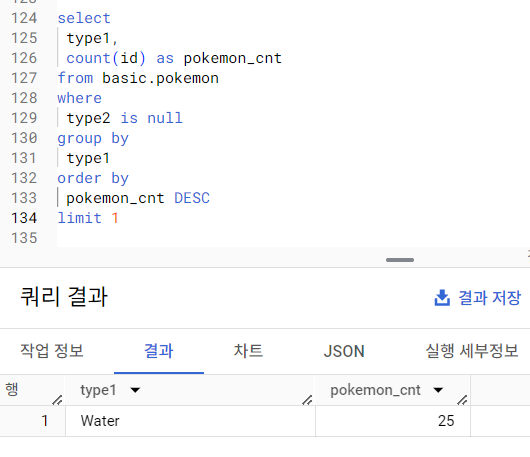 124 select
125 type1,
126 count(id) as pokemon_cnt
127 from basic.pokemon
128 where
129 type2 is null
130 group by
131 type1
132 order by
133 pokemon_cnt DESC
134 limit 1
135
쿼리 결과 결과 저장
작업 정보 결과 차트 JSON 실행 세부정보
행 type1 pokemon_cnt
1 Water 25